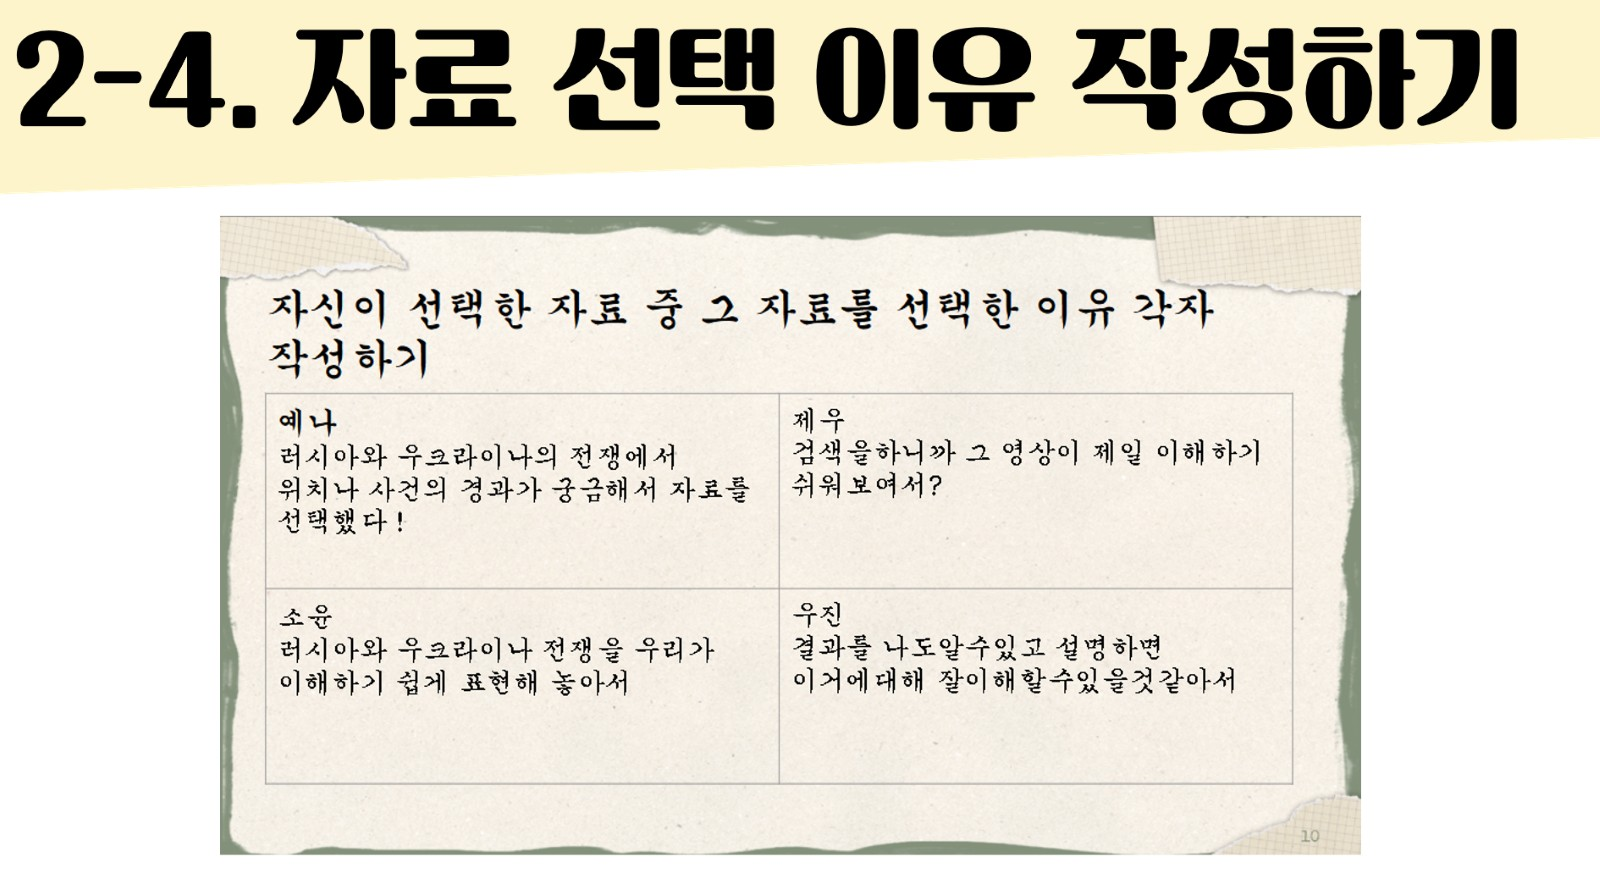 2-4. 자료 선택 이유 작성하기
자신이 선택한 자료 중 그 자료를 선택한 이유 각자
작성하기
예나
러시아와 우크라이나의 전쟁에서
위치나 사건의 경과가 궁금해서 자료를
선택했다!
제우
검색을하니까 그 영상이 제일 이해하기
쉬워보여서?
소윤
러시아와 우크라이나 전쟁을 우리가
이해하기 쉽게 표현해 놓아서
우진
결과를 나도알수있고 설명하면
이거에대해 잘이해할수있을것같아서
10